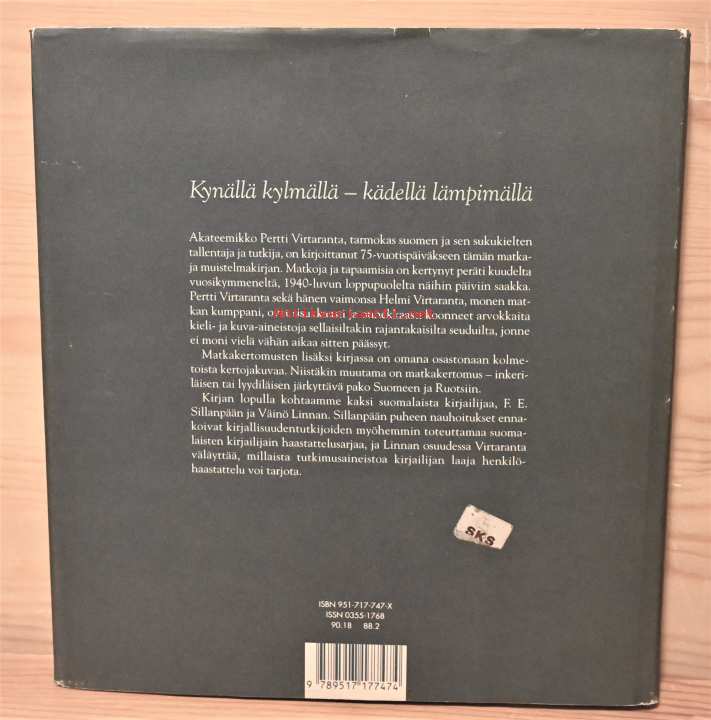 Kynällä kylmällä – kädellä lämpimällä
Akateemikko Pertti Virtaranta, tarmokas suomen ja sen sukukielten
tallentaja ja tutkija, on kirjoittanut 75-vuotispäiväkseen tämän matka-
ja muistelmakirjan. Matkoja ja tapaamisia on kertynyt peräti kuudelta
vuosikymmeneltä, 1940-luvun loppupuolelta näihin päiviin saakka.
Pertti Virtaranta sekä hänen vaimonsa Helmi Virtaranta, monen mat-
kan kumppani, ja koonneet arvokkaita
kieli- ja kuva-aineistoja sellaisiltakin rajantakaisilta seuduilta, jonne
ei moni vielä vähän aikaa sitten päässyt.
Matkakertomusten lisäksi kirjassa on omana osastonaan kolme-
toista kertojakuvaa. Niistäkin muutama on matkakertomus – inkeri-
läisen tai lyydiläisen järkyttävä pako Suomeen ja Ruotsiin.
Kirjan lopulla kohtaamme kaksi suomalaista kirjailijaa, F. E.
Sillanpään ja Väinö Linnan. Sillanpään puheen nauhoitukset enna-
koivat kirjallisuudentutkijoiden myöhemmin toteuttamaa suoma-
laisten kirjailijain haastattelusarjaa, ja Linnan osuudessa Virtaranta
väläyttää, millaista tutkimusaineistoa kirjailijan laaja henkilö-
haastattelu voi tarjota.
SKS
ISBN 951-717-747-X
ISSN 0355-1768
90.18 88.2
9 789517 177474